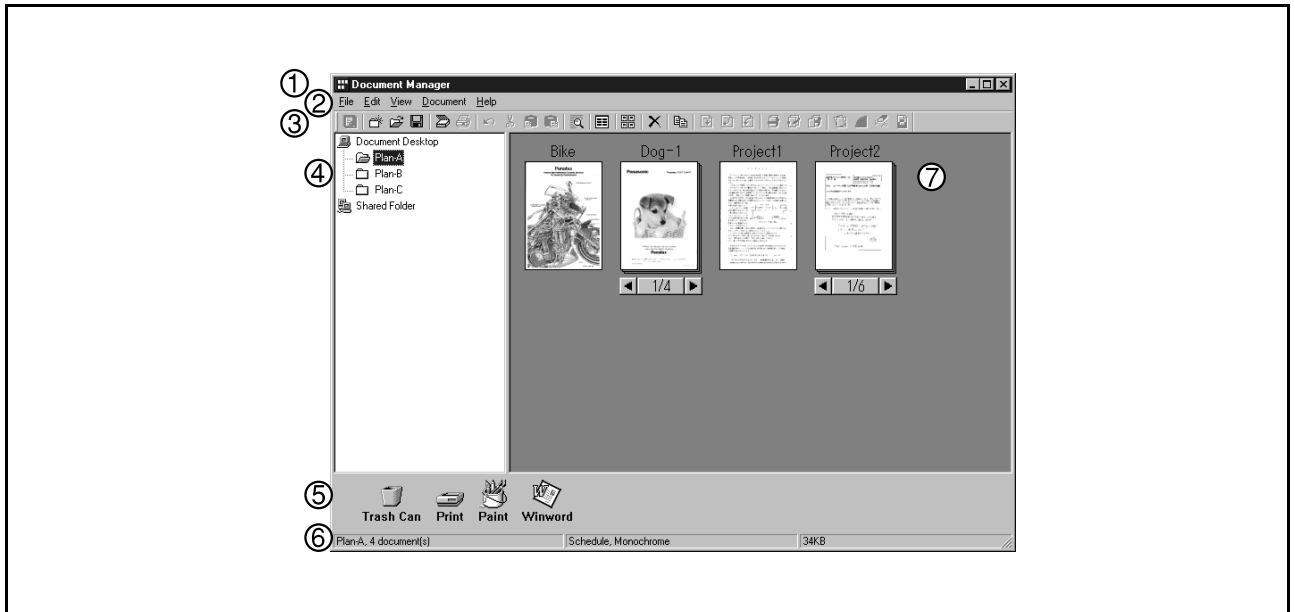 ① Document Manager
② File Edit View Document Help
③
④
Document Desktop
Plan-A
Plan-B
Plan-C
Shared Folder
Bike Dog-1 Project1 Project2
⑦
Panafax
Panasonic
Panafax
1/4 1/6
⑤
Trash Can Print Paint Winword
⑥ Plan-A, 4 document(s) Schedule, Monochrome 34KB